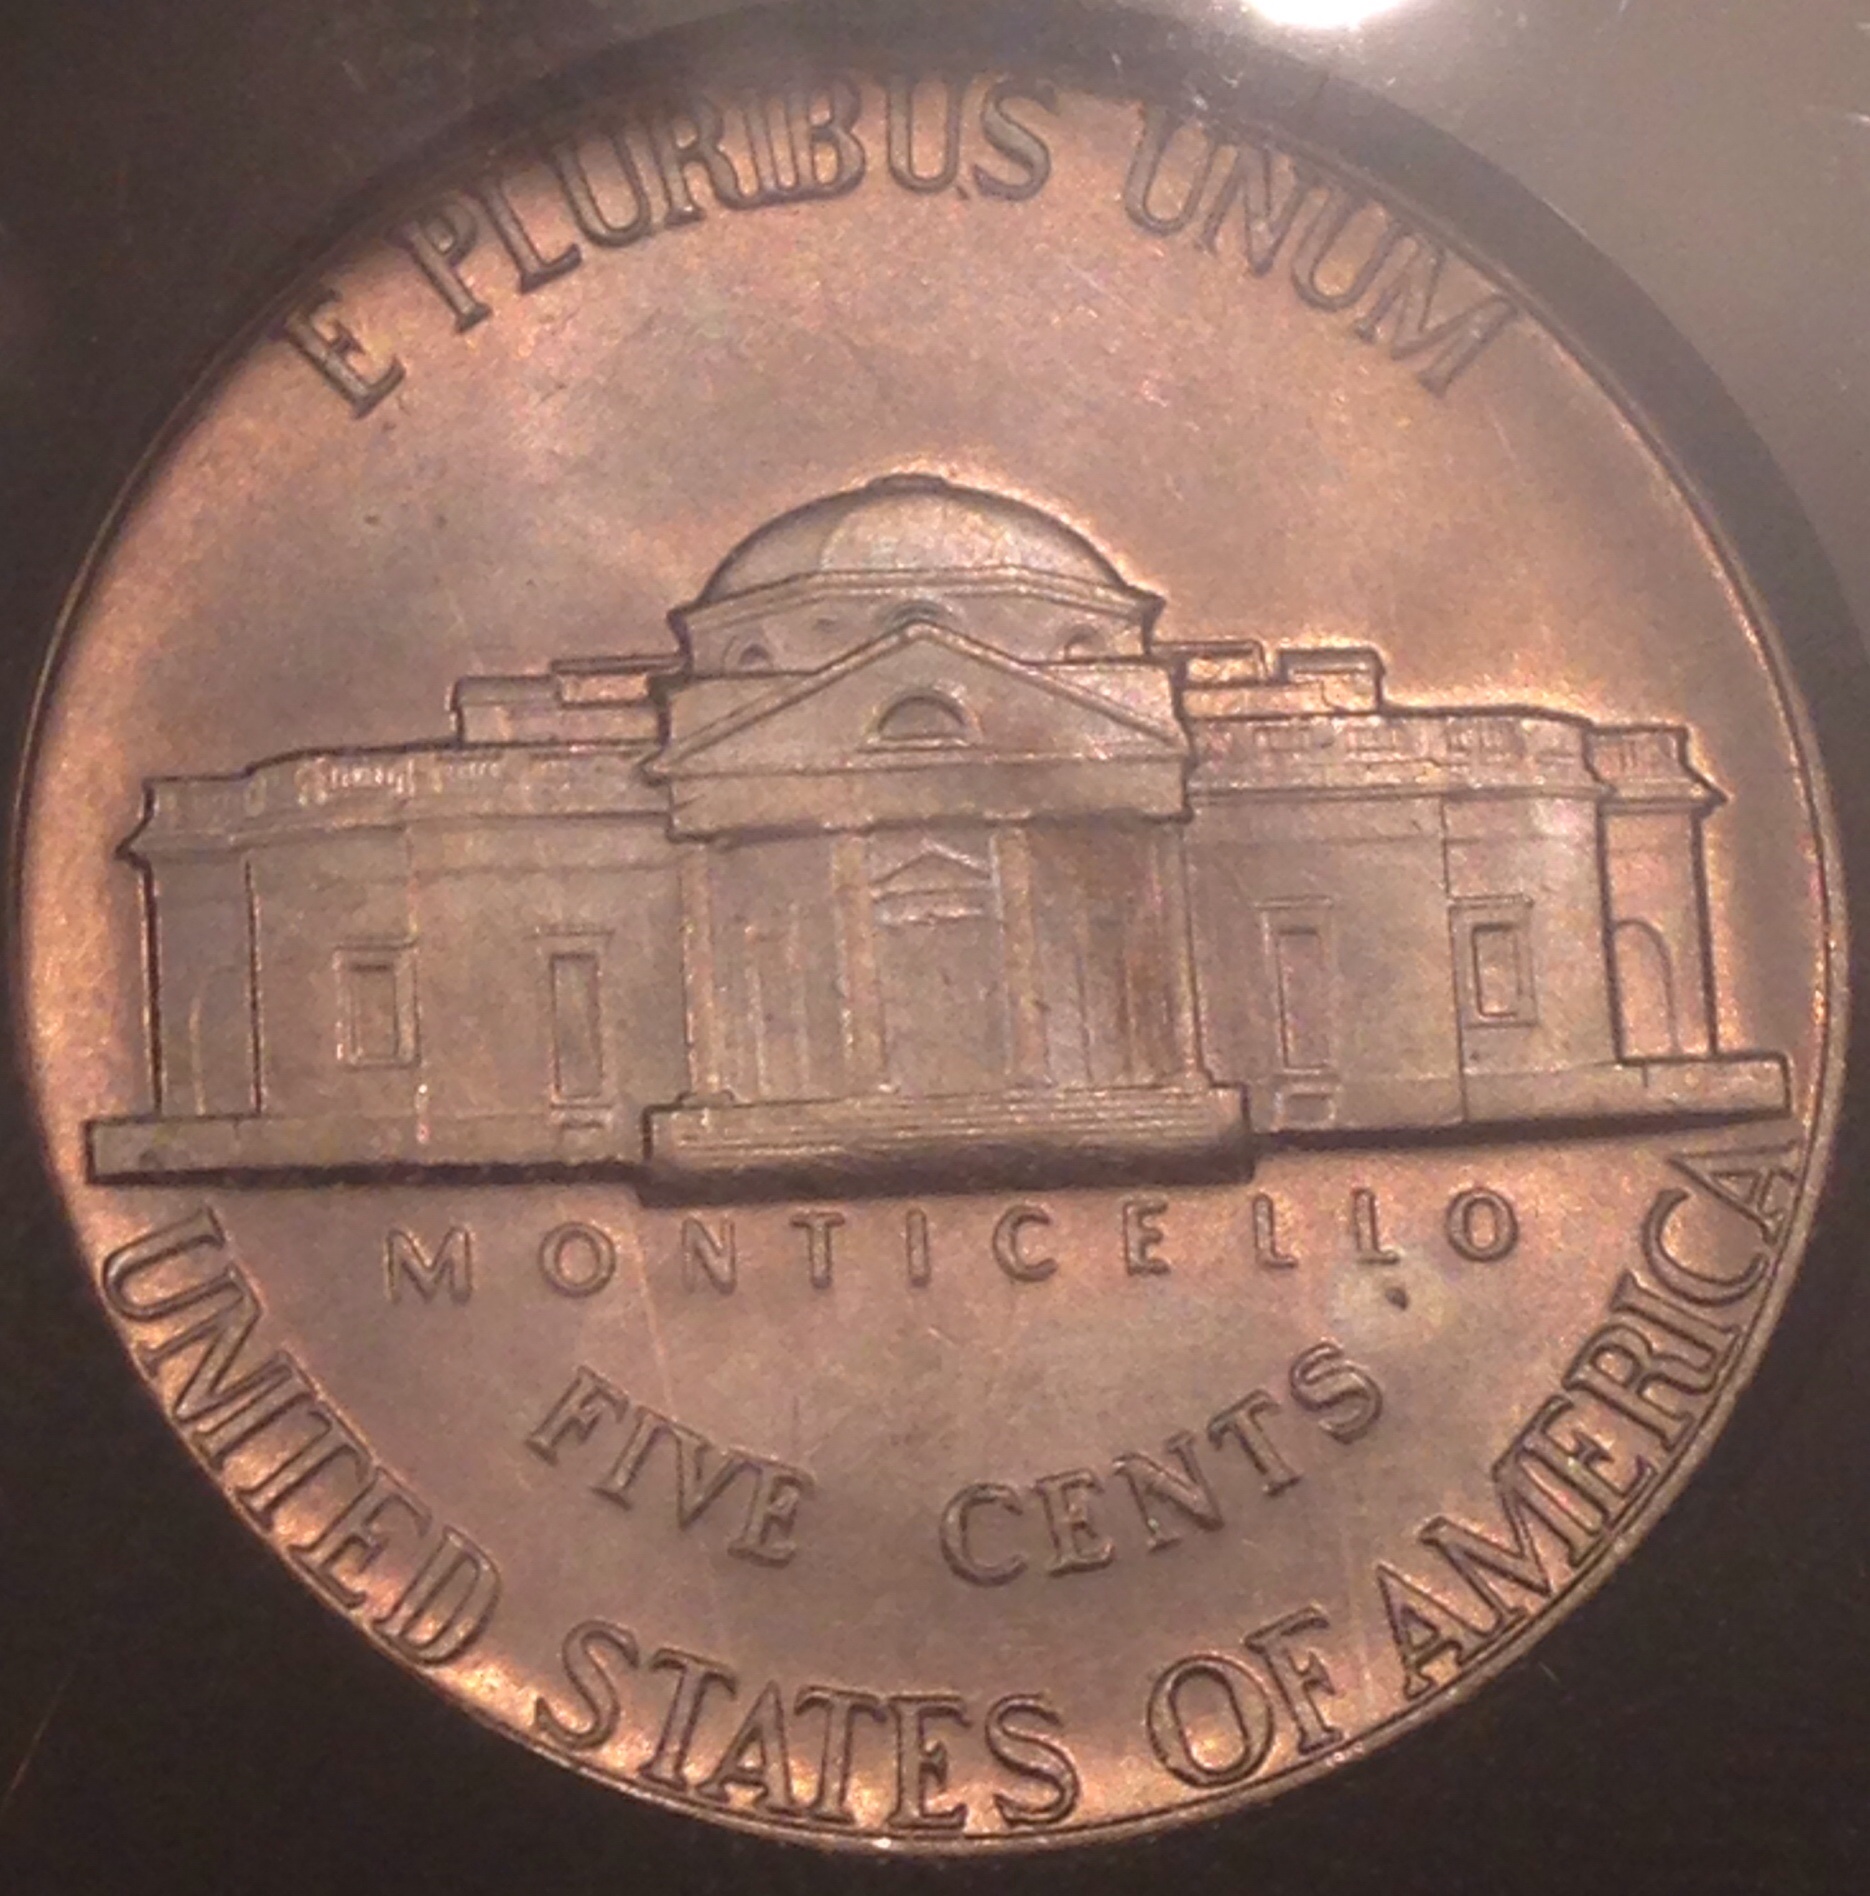 E PLURIBUS UNUM
MONTICELLO
FIVE CENTS
UNITED STATES OF AMERICA